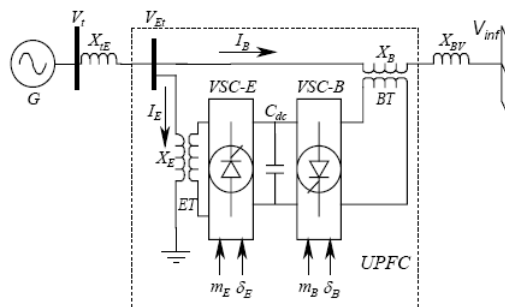 V_t
V_Et
X_tE
I_B
X_B
X_BV
V_inf
G
I_E
VSC-E
C_dc
VSC-B
BT
X_E
ET
UPFC
m_E
δ_E
m_B
δ_B